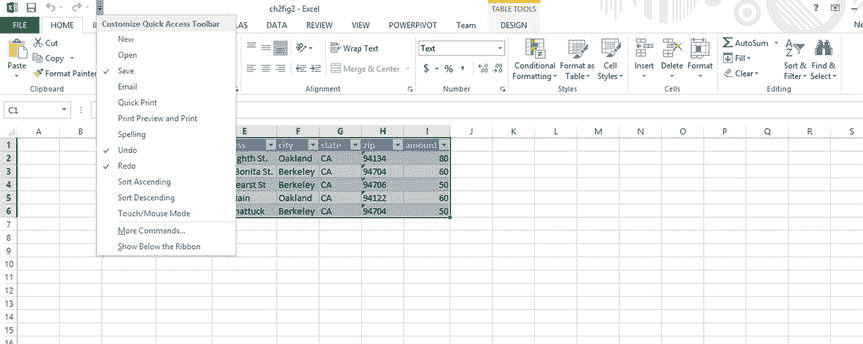 ch2fig2 - Excel
TABLE TOOLS
FILE HOME DATA REVIEW VIEW POWERPIVOT Team DESIGN
Customize Quick Access Toolbar
New
Open
Save
Email
Quick Print
Print Preview and Print
Spelling
Undo
Redo
Sort Ascending
Sort Descending
Touch/Mouse Mode
More Commands...
Show Below the Ribbon
Paste
Cut
Copy
Format Painter
Clipboard
Wrap Text
Merge & Center
Alignment
Text
$ % ,
Number
Conditional Formatting
Format as Table
Cell Styles
Styles
Insert Delete Format
Cells
AutoSum
Fill
Clear
Sort & Filter
Find & Select
Editing
C1
A B E F G H I J K L M N O P Q R S
1 city state zip amount
2 ghth St. Oakland CA 94134 80
3 Bonita St. Berkeley CA 94704 60
4 earst St Berkeley CA 94706 50
5 Oakland CA 94122 60
6 hattuck Berkeley CA 94704 50
7
8
9
10
11
12
13
14
15
16